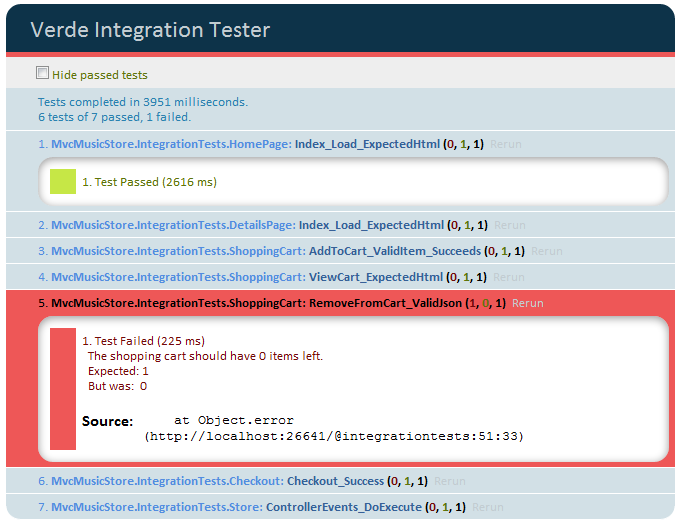 Verde Integration Tester
Hide passed tests
Tests completed in 3951 milliseconds.
6 tests of 7 passed, 1 failed.
1. MvcMusicStore.IntegrationTests.HomePage: Index_Load_ExpectedHtml (0, 1, 1) Rerun
1. Test Passed (2616 ms)
2. MvcMusicStore.IntegrationTests.DetailsPage: Index_Load_ExpectedHtml (0, 1, 1) Rerun
3. MvcMusicStore.IntegrationTests.ShoppingCart: AddToCart_ValidItem_Succeeds (0, 1, 1) Rerun
4. MvcMusicStore.IntegrationTests.ShoppingCart: ViewCart_ExpectedHtml (0, 1, 1) Rerun
5. MvcMusicStore.IntegrationTests.ShoppingCart: RemoveFromCart_ValidJson (1, 0, 1) Rerun
1. Test Failed (225 ms)
The shopping cart should have 0 items left.
Expected: 1
But was: 0
Source: at Object.error
(http://localhost:26641/@integrationtests:51:33)
6. MvcMusicStore.IntegrationTests.Checkout: Checkout_Success (0, 1, 1) Rerun
7. MvcMusicStore.IntegrationTests.Store: ControllerEvents_DoExecute (0, 1, 1) Rerun